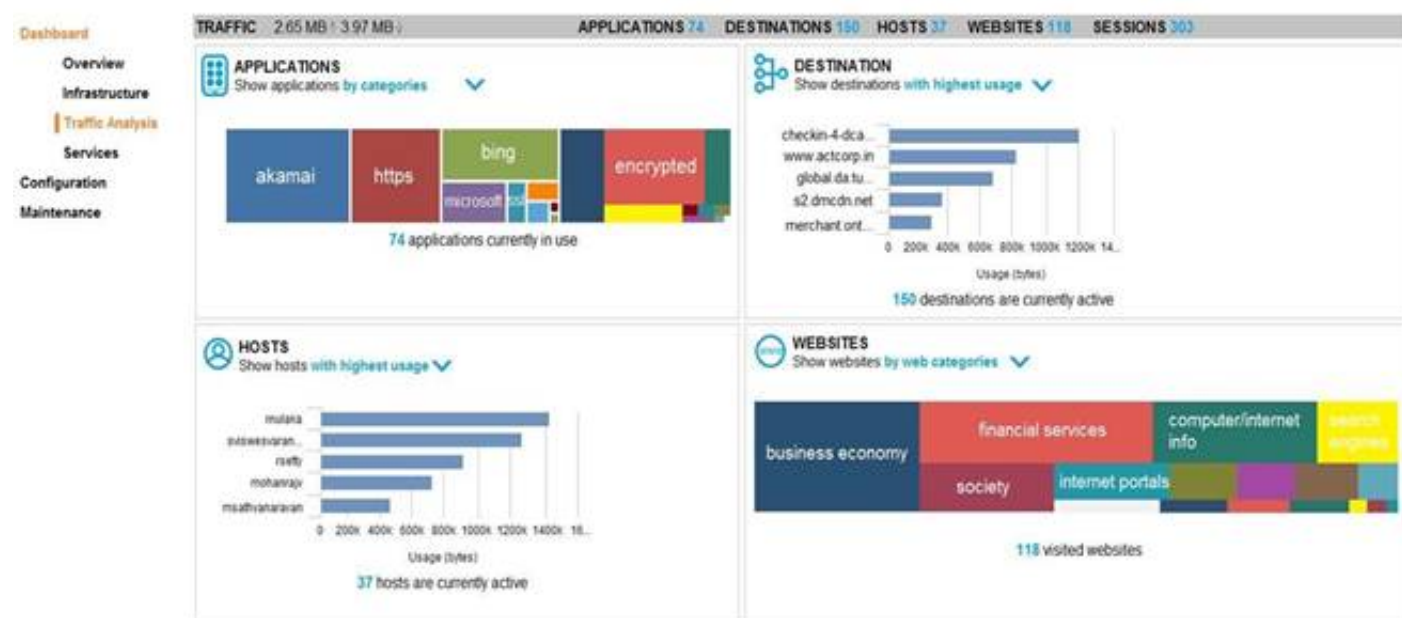 Dashboard
Overview
Infrastructure
Traffic Analysis
Services
Configuration
Maintenance
TRAFFIC 2.65 MB↑ 3.97 MB↓ APPLICATIONS 74 DESTINATIONS 150 HOSTS 37 WEBSITES 118 SESSIONS 303
APPLICATIONS
Show applications by categories
akamai
https
bing
microsoft
ssl
encrypted
74 applications currently in use
DESTINATION
Show destinations with highest usage
checkin-4-dca...
www.actcorp.in
global.da.tu...
s2.dmcdn.net
merchant.ont...
0 200k 400k 600k 800k 1000k 1200k 14...
Usage (bytes)
150 destinations are currently active
HOSTS
Show hosts with highest usage
mulana
rsetty
mohanrajv
msathyanarayan
0 200k 400k 600k 800k 1000k 1200k 1400k 16...
Usage (bytes)
37 hosts are currently active
WEBSITES
Show websites by web categories
business economy
financial services
computer/internet
info
search
engines
society
internet portals
118 visited websites